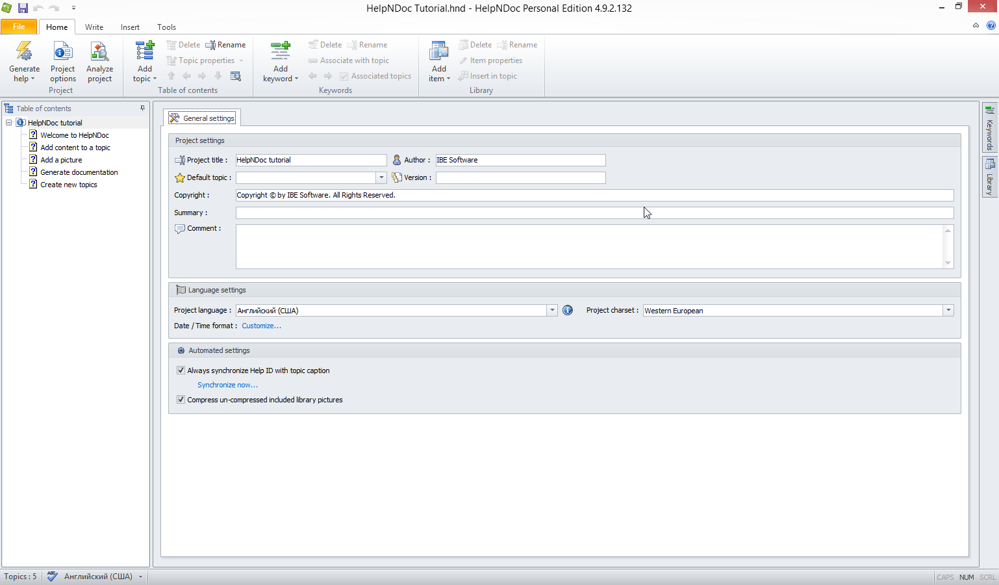 HelpNDoc Tutorial.hnd - HelpNDoc Personal Edition 4.9.2.132
File Home Write Insert Tools
Generate help
Project options
Analyze project
Project
Add topic
Delete Rename
Topic properties
Table of contents
Add keyword
Delete Rename
Associate with topic
Associated topics
Keywords
Add item
Delete Rename
Item properties
Insert in topic
Library
Table of contents
HelpNDoc tutorial
Welcome to HelpNDoc
Add content to a topic
Add a picture
Generate documentation
Create new topics
General settings
Project settings
Project title : HelpNDoc tutorial Author : IBE Software
Default topic : Version :
Copyright : Copyright © by IBE Software. All Rights Reserved.
Summary :
Comment :
Language settings
Project language : Английский (США) Project charset : Western European
Date / Time format : Customize...
Automated settings
Always synchronize Help ID with topic caption
Synchronize now...
Compress un-compressed included library pictures
Keywords
Library
Topics : 5 ABC Английский (США) CAPS NUM SCRL